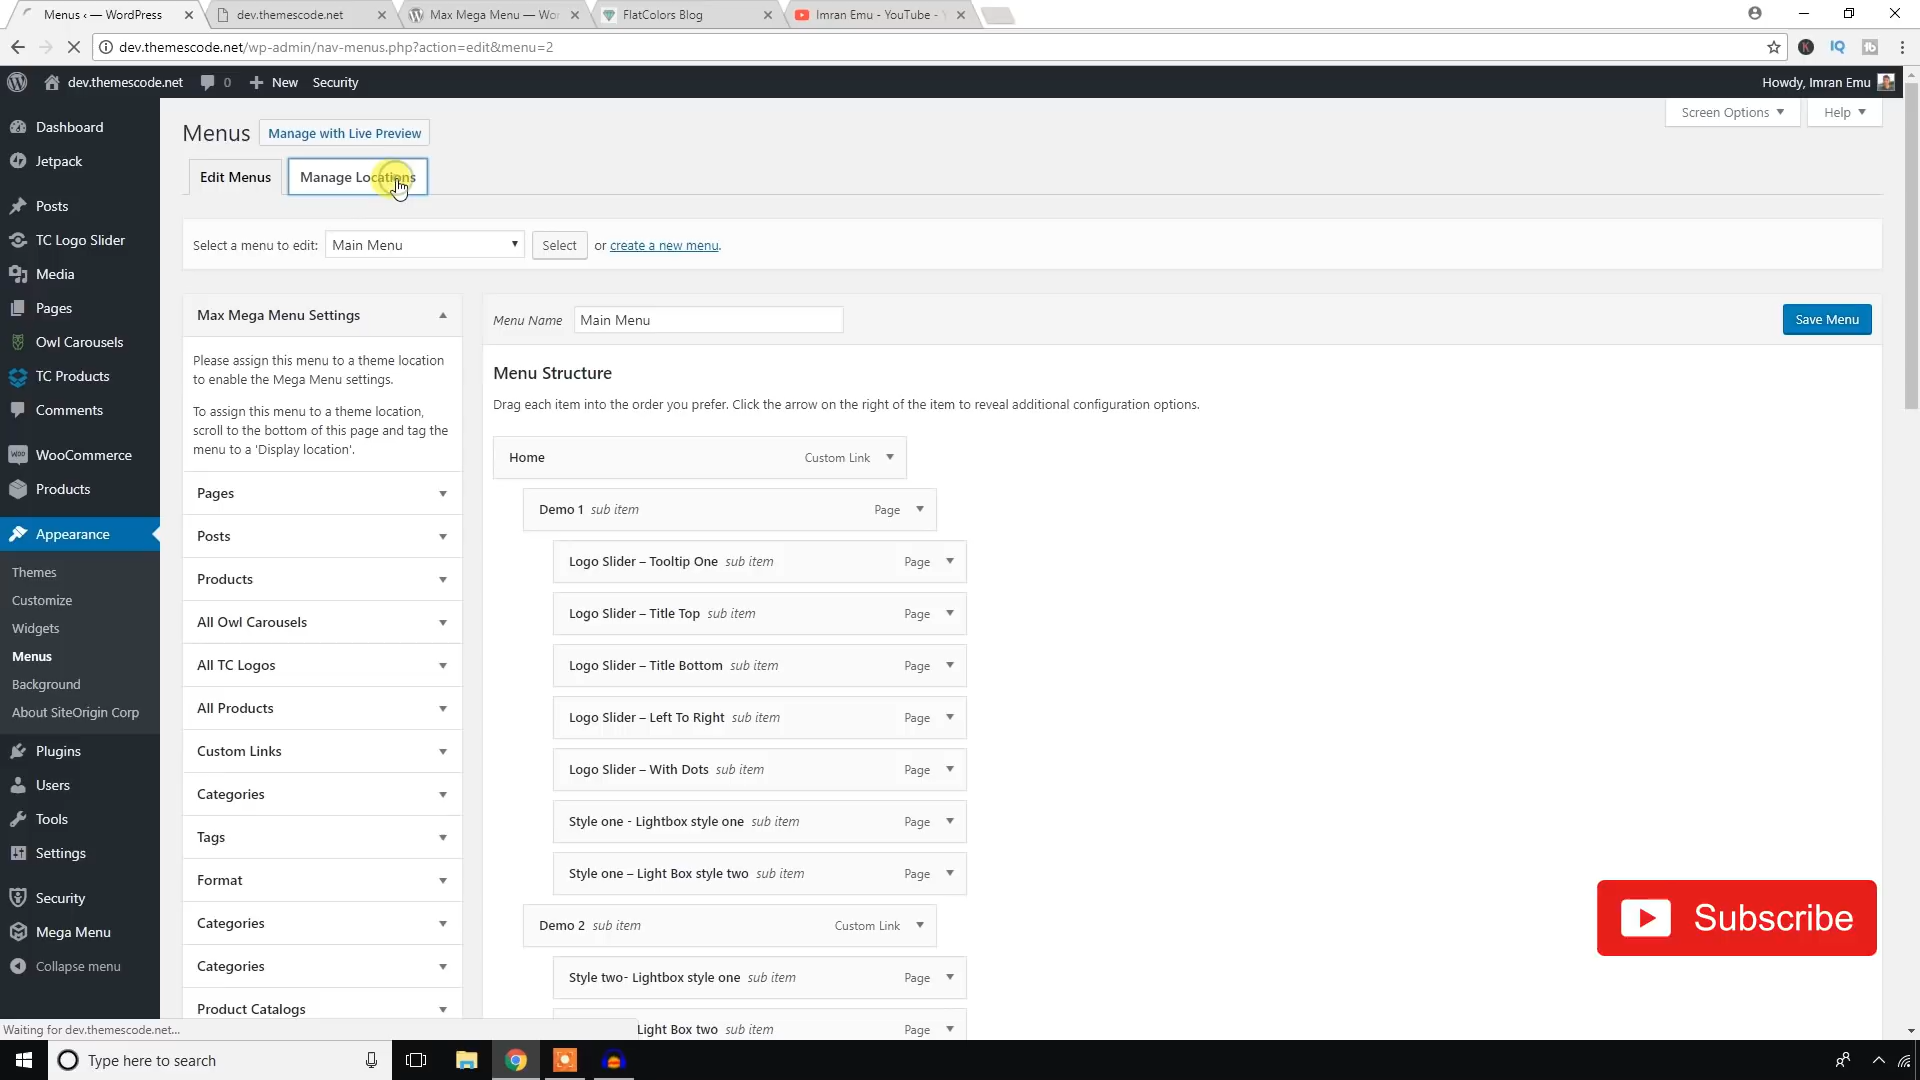 Menus ‹ — WordPress
dev.themescode.net
Max Mega Menu — Wo
FlatColors Blog
Imran Emu - YouTube -
dev.themescode.net/wp-admin/nav-menus.php?action=edit&menu=2
dev.themescode.net
0
New
Security
Howdy, Imran Emu
Dashboard
Jetpack
Posts
TC Logo Slider
Media
Pages
Owl Carousels
TC Products
Comments
WooCommerce
Products
Appearance
Themes
Customize
Widgets
Menus
Background
About SiteOrigin Corp
Plugins
Users
Tools
Settings
Security
Mega Menu
Collapse menu
Screen Options
Help
Menus
Manage with Live Preview
Edit Menus
Manage Locations
Select a menu to edit: Main Menu Select or create a new menu.
Max Mega Menu Settings
Please assign this menu to a theme location
to enable the Mega Menu settings.
To assign this menu to a theme location,
scroll to the bottom of this page and tag the
menu to a 'Display location'.
Pages
Posts
Products
All Owl Carousels
All TC Logos
All Products
Custom Links
Categories
Tags
Format
Categories
Categories
Product Catalogs
Menu Name Main Menu
Save Menu
Menu Structure
Drag each item into the order you prefer. Click the arrow on the right of the item to reveal additional configuration options.
Home Custom Link
Demo 1 sub item Page
Logo Slider – Tooltip One sub item Page
Logo Slider – Title Top sub item Page
Logo Slider – Title Bottom sub item Page
Logo Slider – Left To Right sub item Page
Logo Slider – With Dots sub item Page
Style one - Lightbox style one sub item Page
Style one – Light Box style two sub item Page
Demo 2 sub item Custom Link
Style two- Lightbox style one sub item Page
Light Box two sub item Page
Subscribe
Waiting for dev.themescode.net...
Type here to search